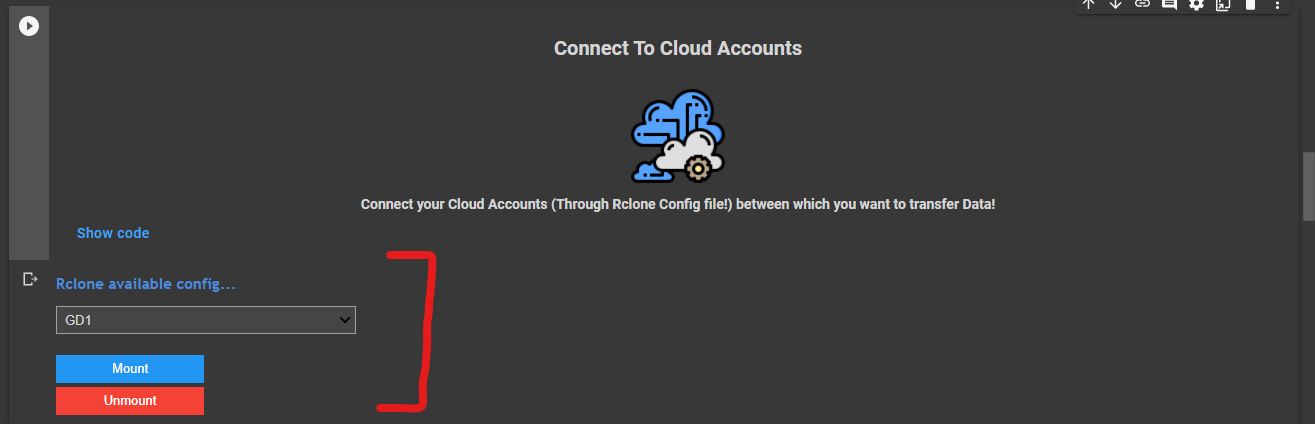 Connect To Cloud Accounts
Connect your Cloud Accounts (Through Rclone Config file!) between which you want to transfer Data!
Show code
Rclone available config...
GD1
Mount
Unmount